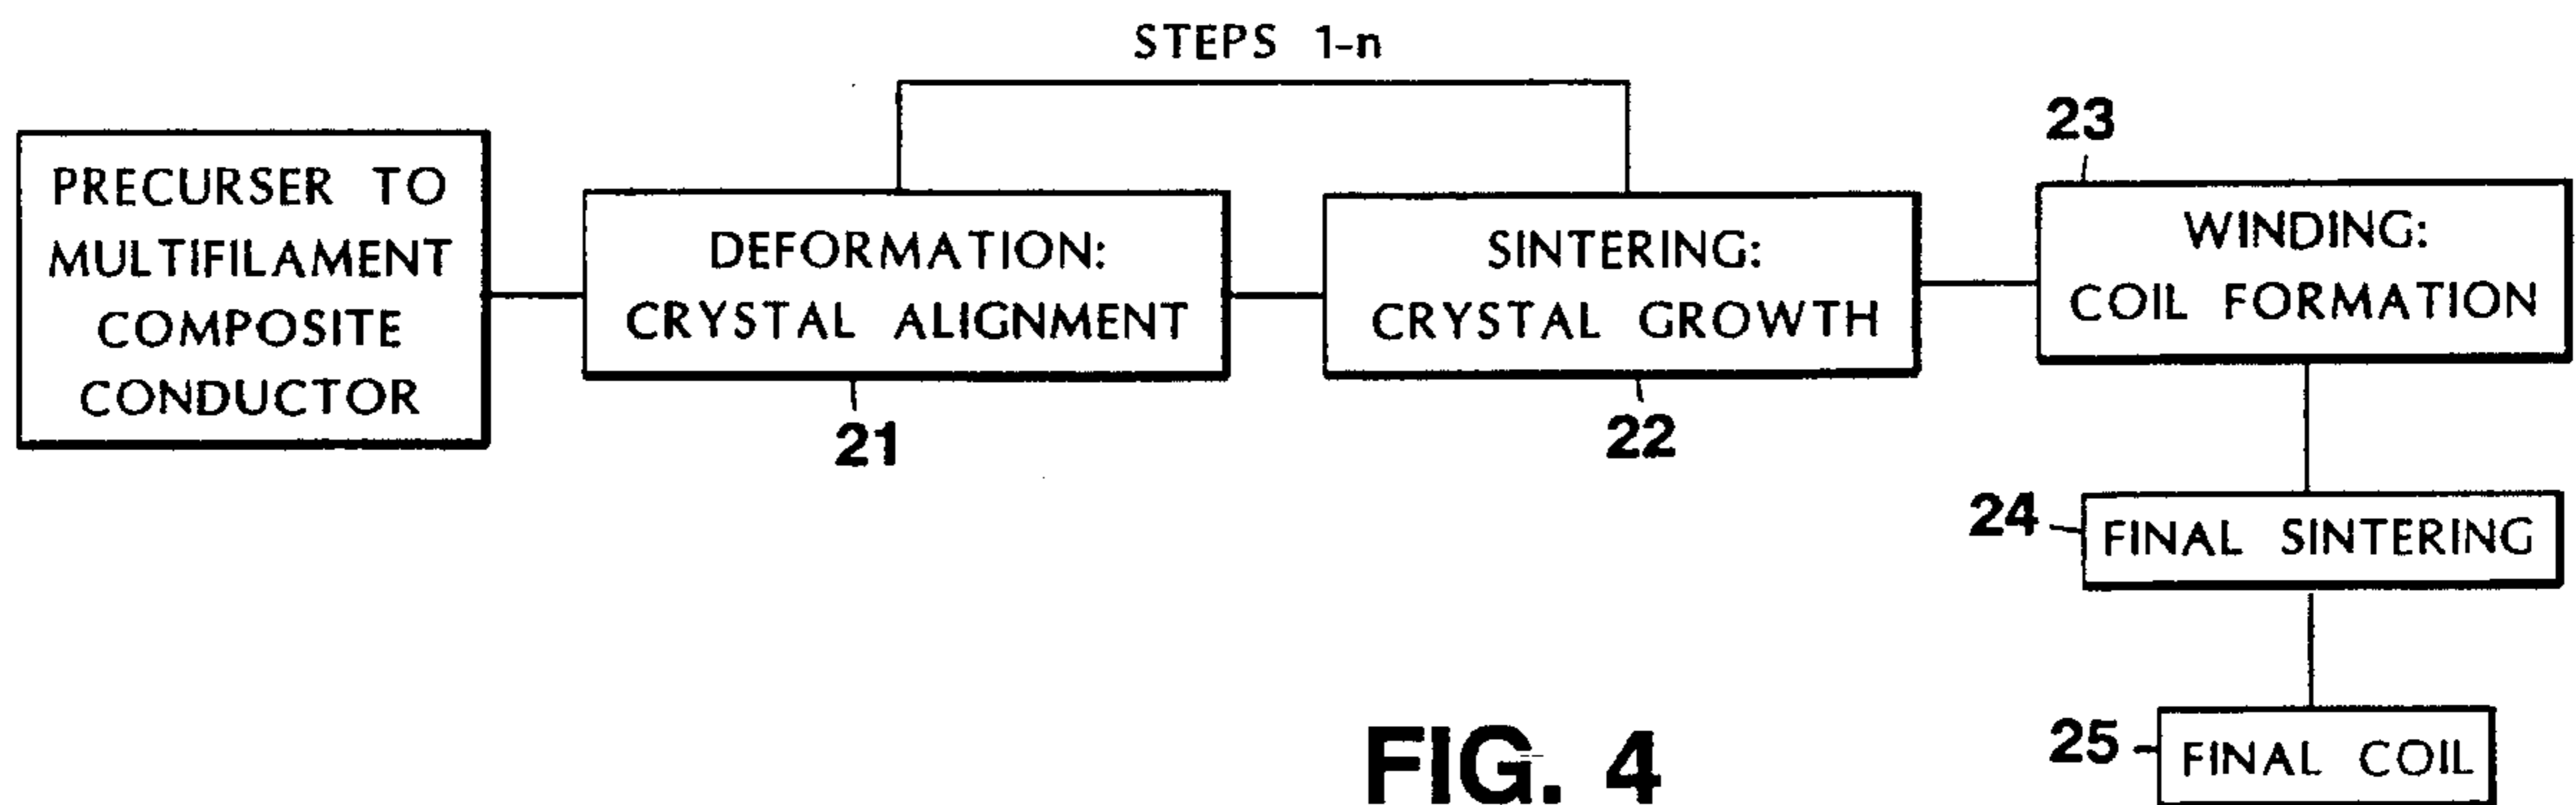 STEPS 1-n
PRECURSER TO
MULTIFILAMENT
COMPOSITE
CONDUCTOR
DEFORMATION:
CRYSTAL ALIGNMENT
21
SINTERING:
CRYSTAL GROWTH
22
23
WINDING:
COIL FORMATION
24
FINAL SINTERING
25
FINAL COIL
FIG. 4